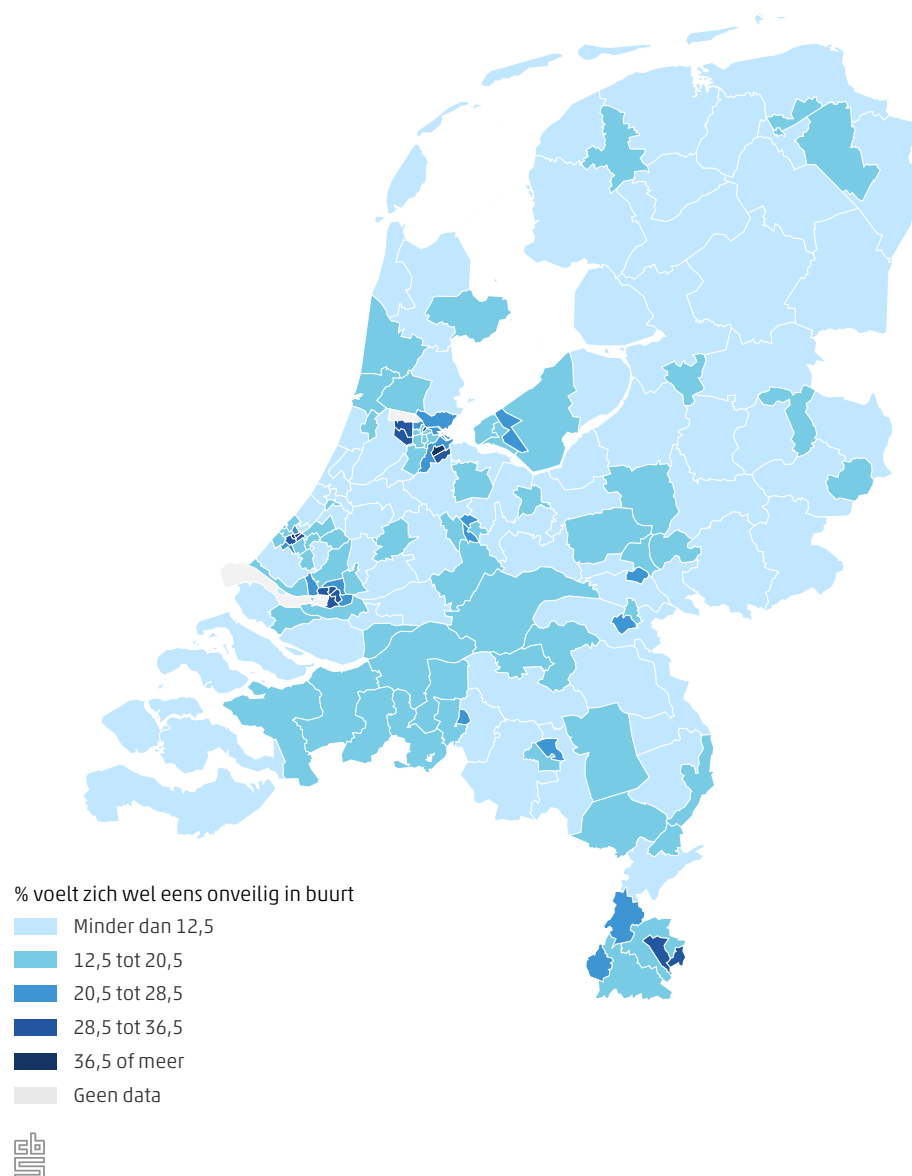 % voelt zich wel eens onveilig in buurt
Minder dan 12,5
12,5 tot 20,5
20,5 tot 28,5
28,5 tot 36,5
36,5 of meer
Geen data
cbs